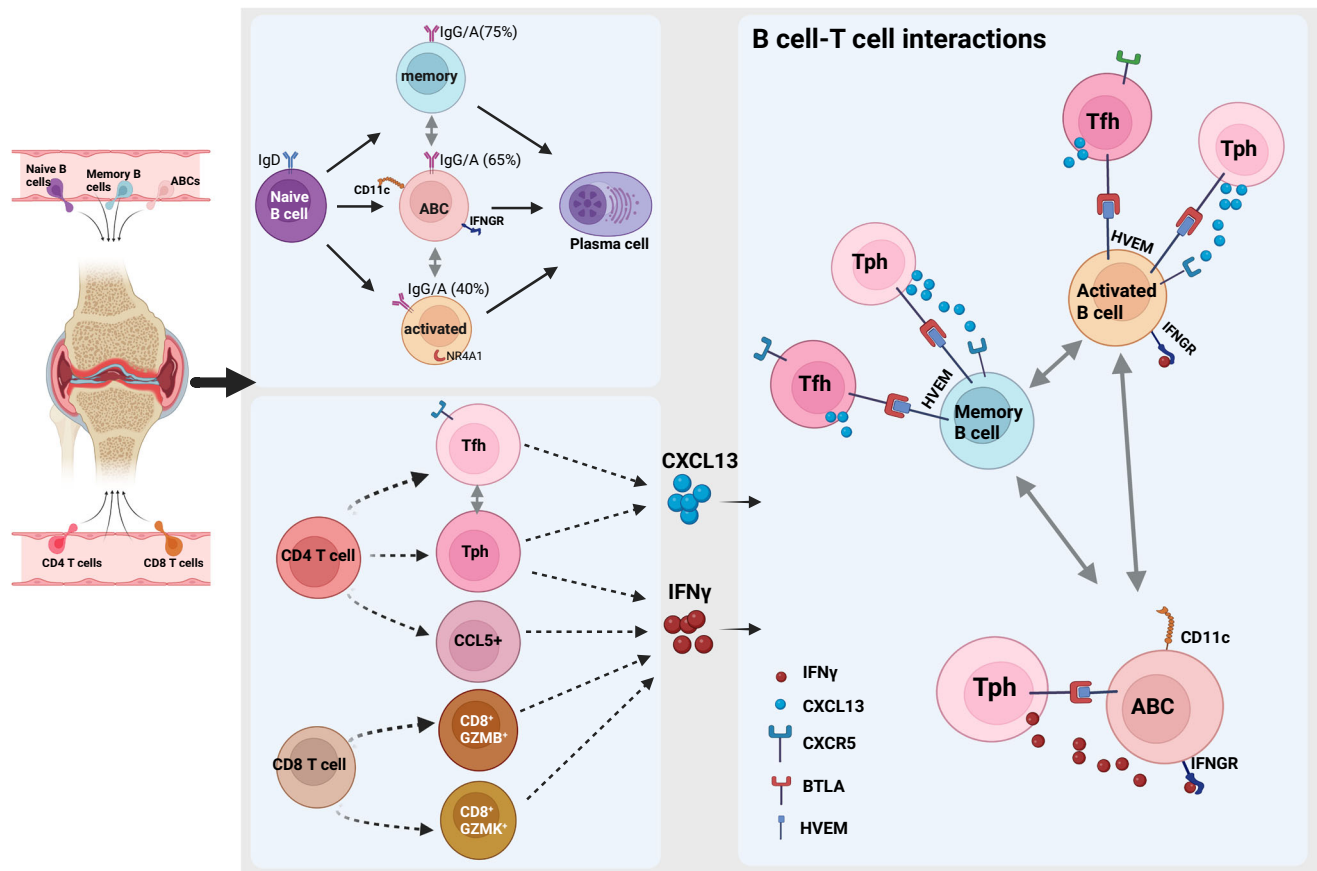 Naive B
cells
Memory B
cells
ABCs
CD4 T cells
CD8 T cells
IgG/A(75%)
memory
IgD
Naive
B cell
IgG/A (65%)
CD11c
ABC
IFNGR
Plasma cell
IgG/A (40%)
activated
NR4A1
Tfh
CD4 T cell
Tph
CCL5+
CD8 T cell
CD8⁺
GZMB⁺
CD8⁺
GZMK⁺
CXCL13
IFNγ
B cell-T cell interactions
Tfh
Tph
HVEM
Activated
B cell
IFNGR
Tph
Tfh
HVEM
Memory
B cell
CD11c
Tph
ABC
IFNGR
IFNγ
CXCL13
CXCR5
BTLA
HVEM